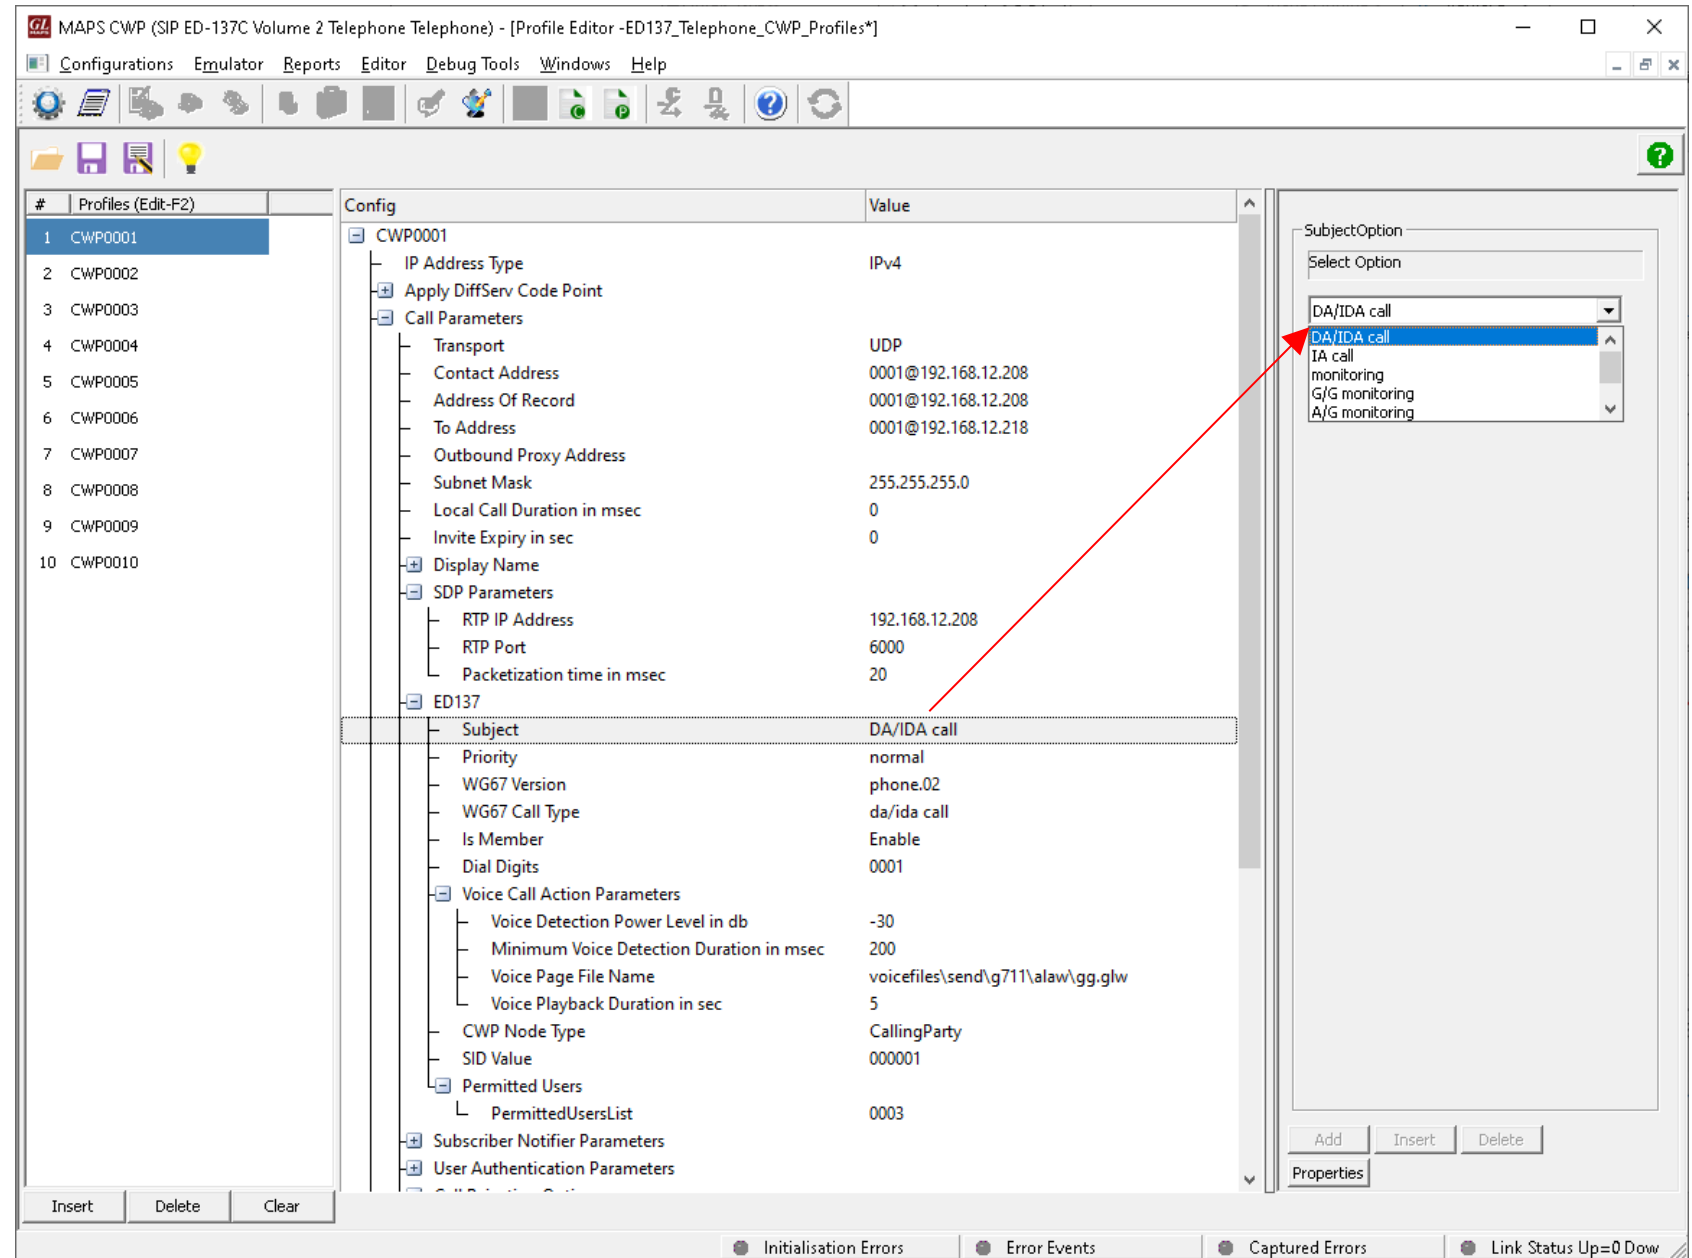 GL MAPS MAPS CWP (SIP ED-137C Volume 2 Telephone Telephone) - [Profile Editor -ED137_Telephone_CWP_Profiles*]
Configurations Emulator Reports Editor Debug Tools Windows Help
# Profiles (Edit-F2)
1 CWP0001
2 CWP0002
3 CWP0003
4 CWP0004
5 CWP0005
6 CWP0006
7 CWP0007
8 CWP0008
9 CWP0009
10 CWP0010
Insert Delete Clear
Config Value
CWP0001
IP Address Type IPv4
Apply DiffServ Code Point
Call Parameters
Transport UDP
Contact Address 0001@192.168.12.208
Address Of Record 0001@192.168.12.208
To Address 0001@192.168.12.218
Outbound Proxy Address
Subnet Mask 255.255.255.0
Local Call Duration in msec 0
Invite Expiry in sec 0
Display Name
SDP Parameters
RTP IP Address 192.168.12.208
RTP Port 6000
Packetization time in msec 20
ED137
Subject DA/IDA call
Priority normal
WG67 Version phone.02
WG67 Call Type da/ida call
Is Member Enable
Dial Digits 0001
Voice Call Action Parameters
Voice Detection Power Level in db -30
Minimum Voice Detection Duration in msec 200
Voice Page File Name voicefiles\send\g711\alaw\gg.glw
Voice Playback Duration in sec 5
CWP Node Type CallingParty
SID Value 000001
Permitted Users
PermittedUsersList 0003
Subscriber Notifier Parameters
User Authentication Parameters
SubjectOption
Select Option
DA/IDA call
DA/IDA call
IA call
monitoring
G/G monitoring
A/G monitoring
Add Insert Delete
Properties
Initialisation Errors Error Events Captured Errors Link Status Up=0 Dow